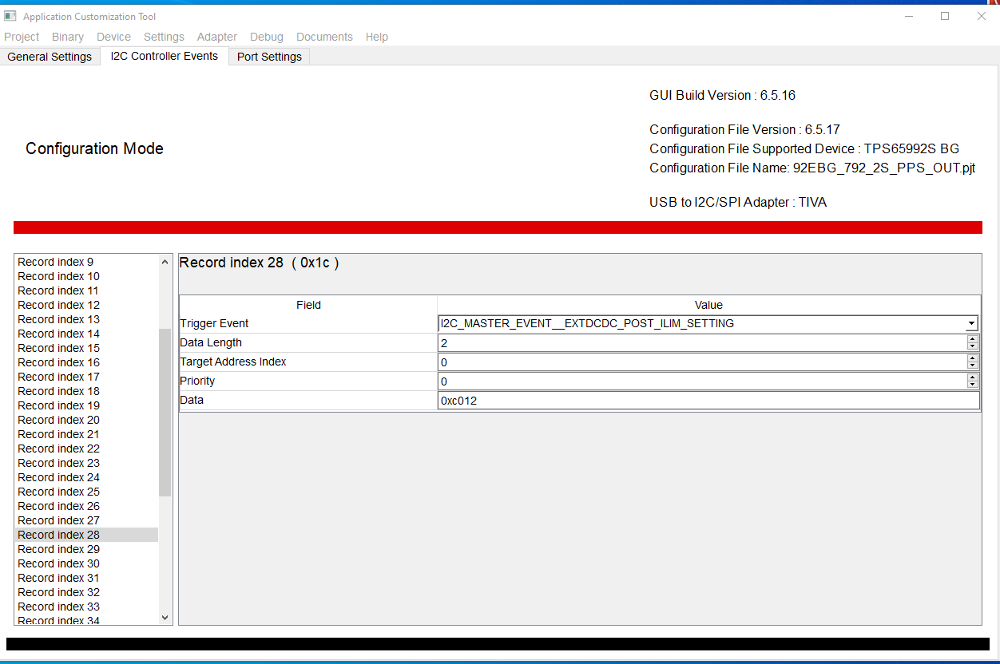 Application Customization Tool
Project Binary Device Settings Adapter Debug Documents Help
General Settings I2C Controller Events Port Settings
GUI Build Version : 6.5.16
Configuration File Version : 6.5.17
Configuration Mode
Configuration File Supported Device : TPS65992S BG
Configuration File Name: 92EBG_792_2S_PPS_OUT.pjt
USB to I2C/SPI Adapter : TIVA
Record index 9
Record index 10
Record index 11
Record index 12
Record index 13
Record index 14
Record index 15
Record index 16
Record index 17
Record index 18
Record index 19
Record index 20
Record index 21
Record index 22
Record index 23
Record index 24
Record index 25
Record index 26
Record index 27
Record index 28
Record index 29
Record index 30
Record index 31
Record index 32
Record index 33
Record index 34
Record index 28 ( 0x1c )
Field Value
Trigger Event I2C_MASTER_EVENT__EXTDCDC_POST_ILIM_SETTING
Data Length 2
Target Address Index 0
Priority 0
Data 0xc012